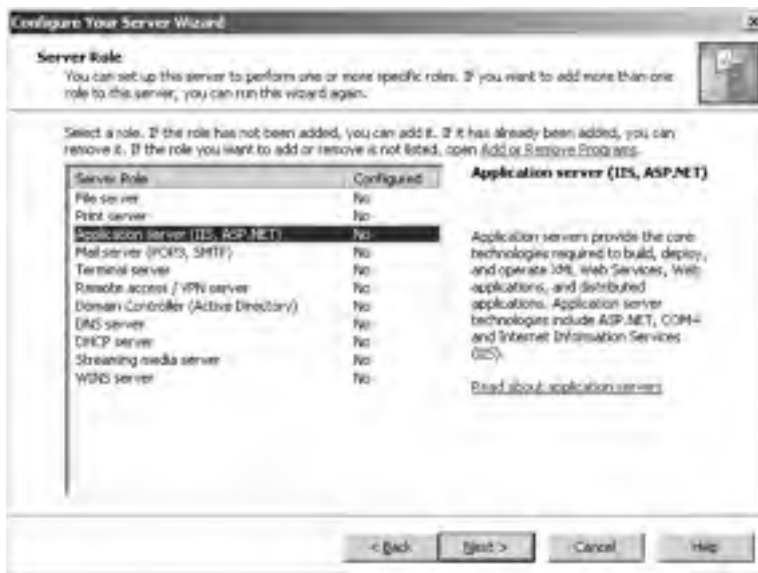 Configure Your Server Wizard
Server Role
You can set up this server to perform one or more specific roles. If you want to add more than one
role to this server, you can run this wizard again.
Select a role. If the role has not been added, you can add it. If it has already been added, you can
remove it. If the role you want to add or remove is not listed, open Add or Remove Programs.
Server Role Configured
File server No
Print server No
Application server (IIS, ASP.NET) No
Mail server (POP3, SMTP) No
Terminal server No
Remote access / VPN server No
Domain Controller (Active Directory) No
DNS server No
DHCP server No
Streaming media server No
WINS server No
Application server (IIS, ASP.NET)
Application servers provide the core
technologies required to build, deploy,
and operate XML Web Services, Web
applications, and distributed
applications. Application server
technologies include ASP.NET, COM+
and Internet Information Services
(IIS).
Read about application servers
< Back Next > Cancel Help